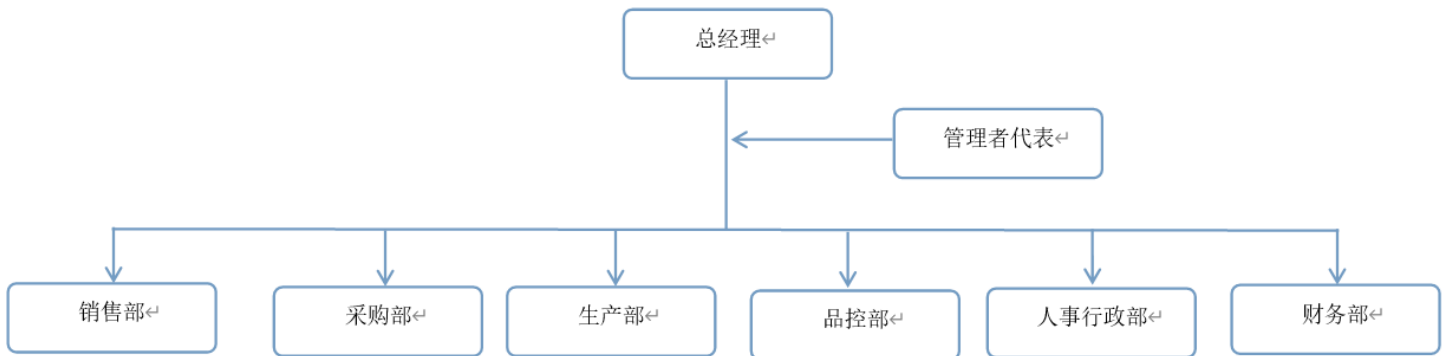 总经理
管理者代表
销售部
采购部
生产部
品控部
人事行政部
财务部